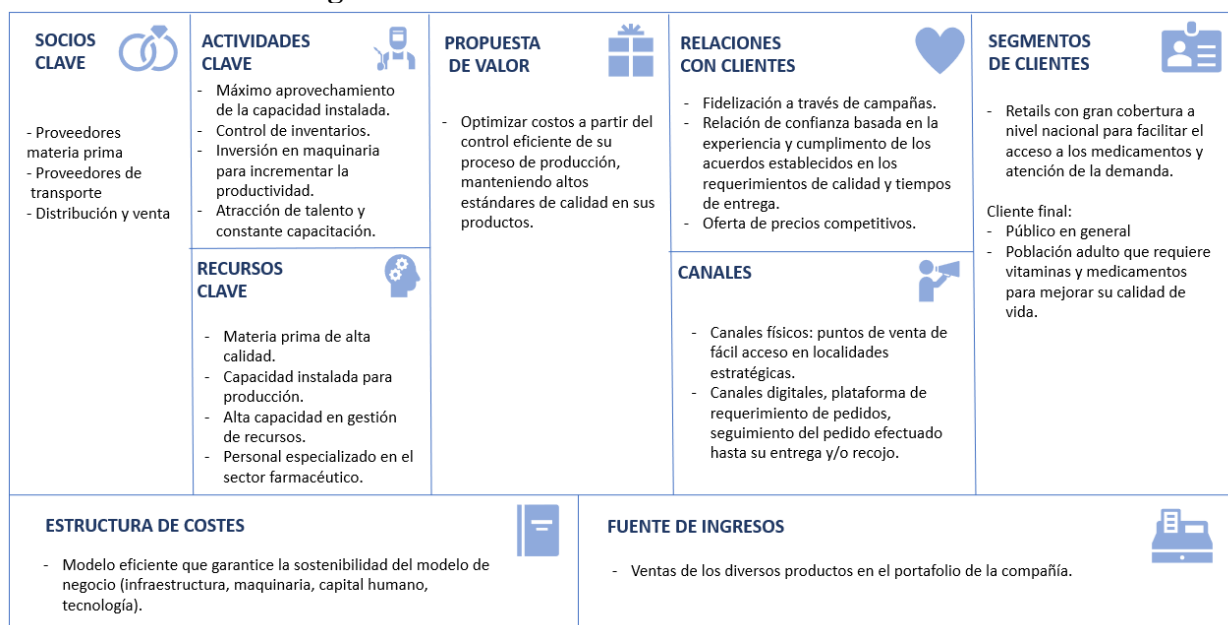 SOCIOS
CLAVE
- Proveedores
materia prima
- Proveedores de
transporte
- Distribución y venta
ACTIVIDADES
CLAVE
- Máximo aprovechamiento
de la capacidad instalada.
- Control de inventarios.
- Inversión en maquinaria
para incrementar la
productividad.
- Atracción de talento y
constante capacitación.
RECURSOS
CLAVE
- Materia prima de alta
calidad.
- Capacidad instalada para
producción.
- Alta capacidad en gestión
de recursos.
- Personal especializado en el
sector farmacéutico.
PROPUESTA
DE VALOR
- Optimizar costos a partir del
control eficiente de su
proceso de producción,
manteniendo altos
estándares de calidad en sus
productos.
RELACIONES
CON CLIENTES
- Fidelización a través de campañas.
- Relación de confianza basada en la
experiencia y cumplimento de los
acuerdos establecidos en los
requerimientos de calidad y tiempos
de entrega.
- Oferta de precios competitivos.
CANALES
- Canales físicos: puntos de venta de
fácil acceso en localidades
estratégicas.
- Canales digitales, plataforma de
requerimiento de pedidos,
seguimiento del pedido efectuado
hasta su entrega y/o recojo.
SEGMENTOS
DE CLIENTES
- Retails con gran cobertura a
nivel nacional para facilitar el
acceso a los medicamentos y
atención de la demanda.
Cliente final:
- Público en general
- Población adulto que requiere
vitaminas y medicamentos
para mejorar su calidad de
vida.
ESTRUCTURA DE COSTES
- Modelo eficiente que garantice la sostenibilidad del modelo de
negocio (infraestructura, maquinaria, capital humano,
tecnología).
FUENTE DE INGRESOS
- Ventas de los diversos productos en el portafolio de la compañía.